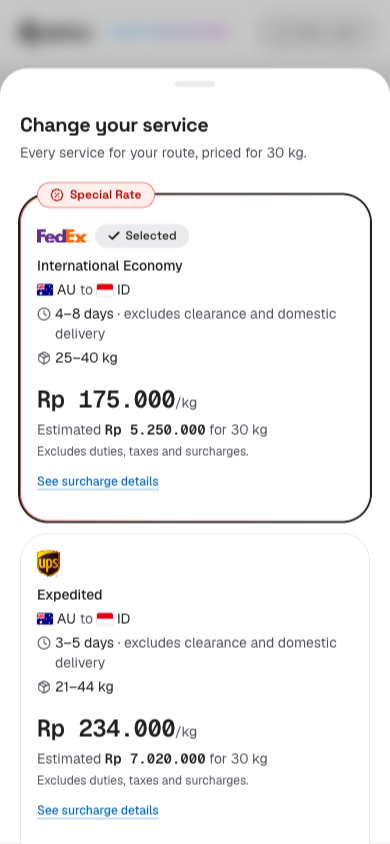 Change your service
Every service for your route, priced for 30 kg.
Special Rate
FedEx
Selected
International Economy
AU to ID
4–8 days · excludes clearance and domestic
delivery
25–40 kg
Rp 175.000/kg
Estimated Rp 5.250.000 for 30 kg
Excludes duties, taxes and surcharges.
See surcharge details
ups
Expedited
AU to ID
3–5 days · excludes clearance and domestic
delivery
21–44 kg
Rp 234.000/kg
Estimated Rp 7.020.000 for 30 kg
Excludes duties, taxes and surcharges.
See surcharge details